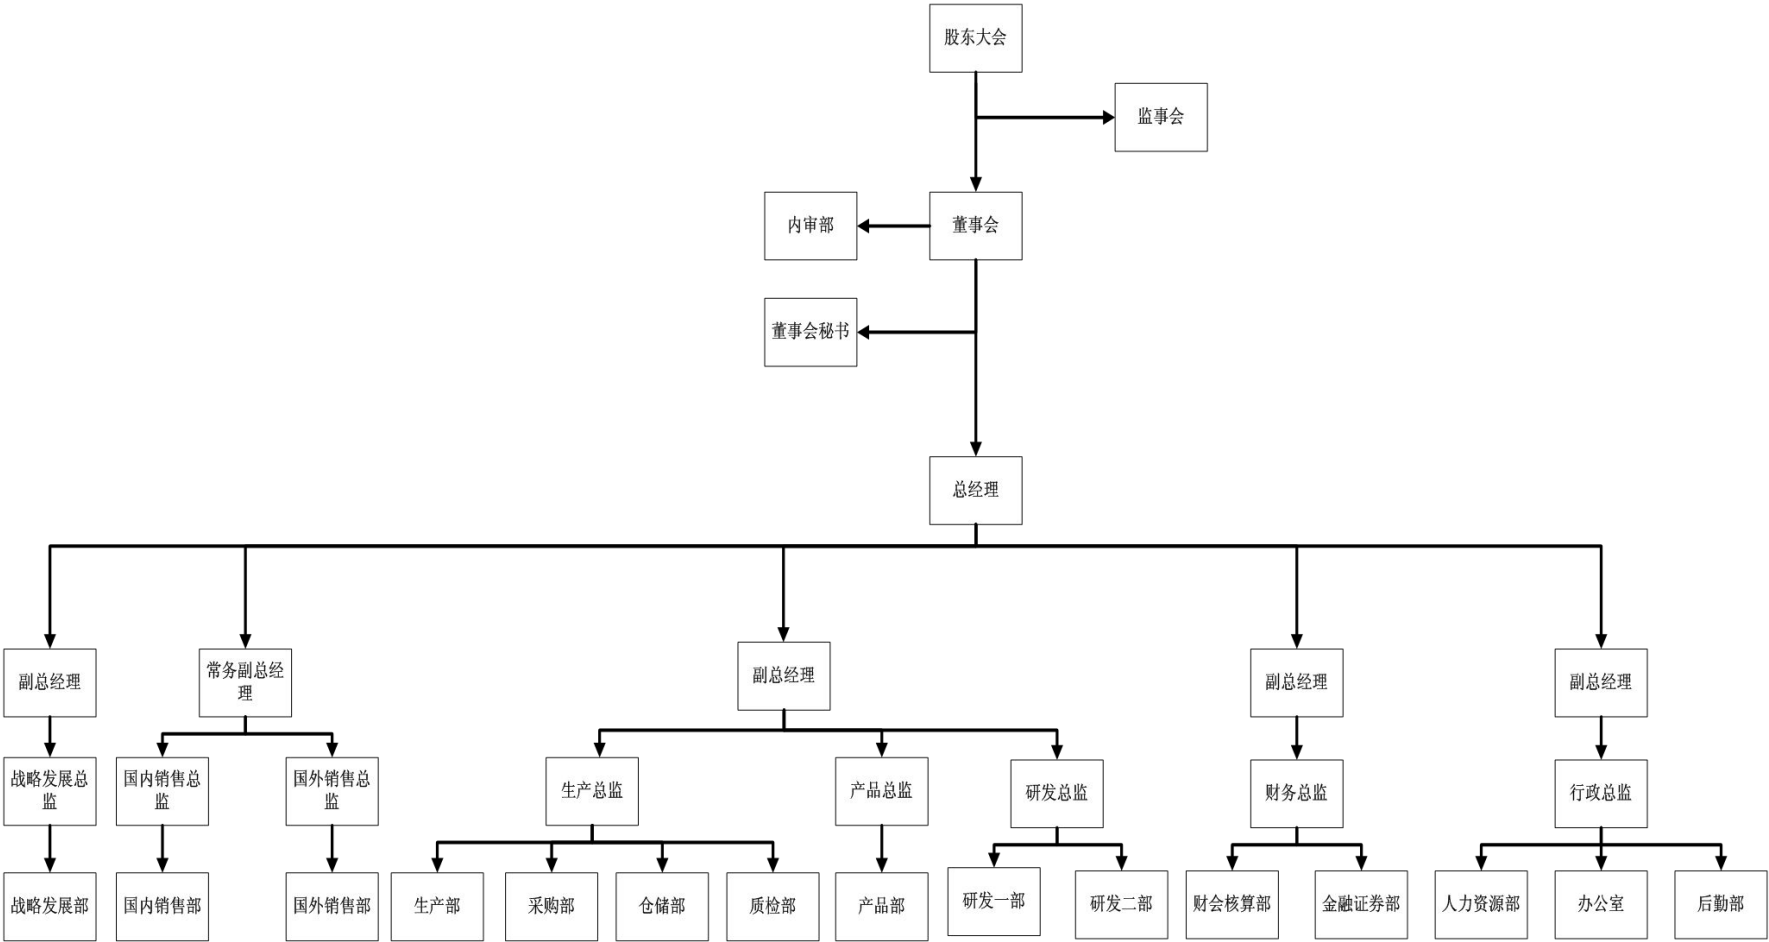 股东大会
监事会
内审部
董事会
董事会秘书
总经理
副总经理
常务副总经
理
副总经理
副总经理
副总经理
战略发展总
监
国内销售总
监
国外销售总
监
生产总监
产品总监
研发总监
财务总监
行政总监
战略发展部
国内销售部
国外销售部
生产部
采购部
仓储部
质检部
产品部
研发一部
研发二部
财会核算部
金融证券部
人力资源部
办公室
后勤部